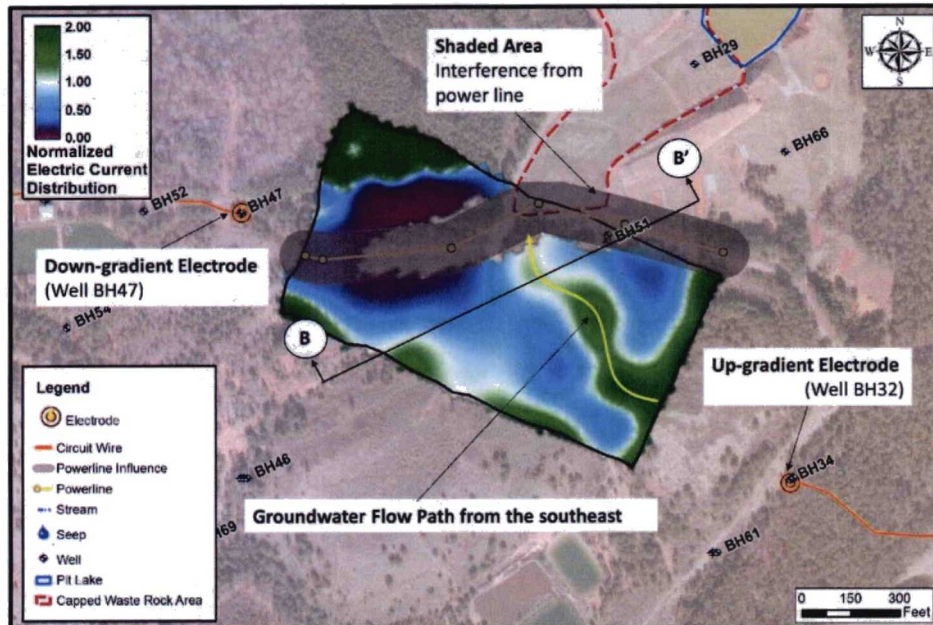 2.00
1.50
1.00
0.50
0.00
Normalized
Electric Current
Distribution
Shaded Area
Interference from
power line
N
W
E
S
BH29
BH66
B'
BH52
BH47
BH51
Down-gradient Electrode
(Well BH47)
BH54
B
Up-gradient Electrode
(Well BH32)
BH34
Legend
Electrode
Circuit Wire
Powerline Influence
Powerline
Stream
Seep
Well
Pit Lake
Capped Waste Rock Area
BH46
H69
Groundwater Flow Path from the southeast
BH61
0 150 300
Feet